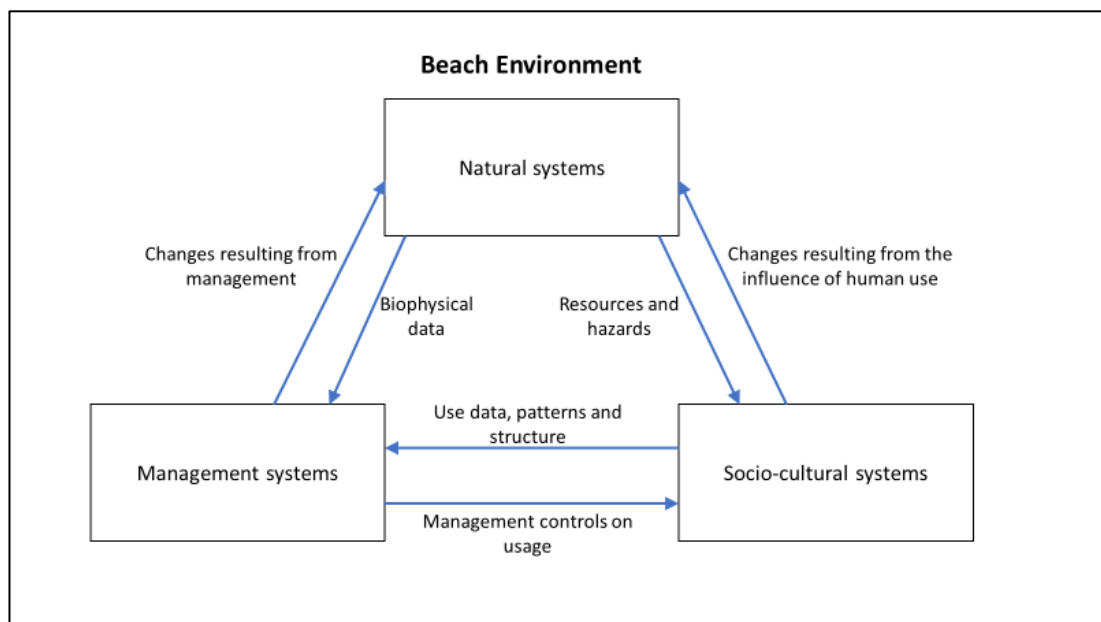 Beach Environment
Natural systems
Changes resulting from
management
Changes resulting from the
influence of human use
Biophysical
data
Resources and
hazards
Use data, patterns and
structure
Management systems
Socio-cultural systems
Management controls on
usage